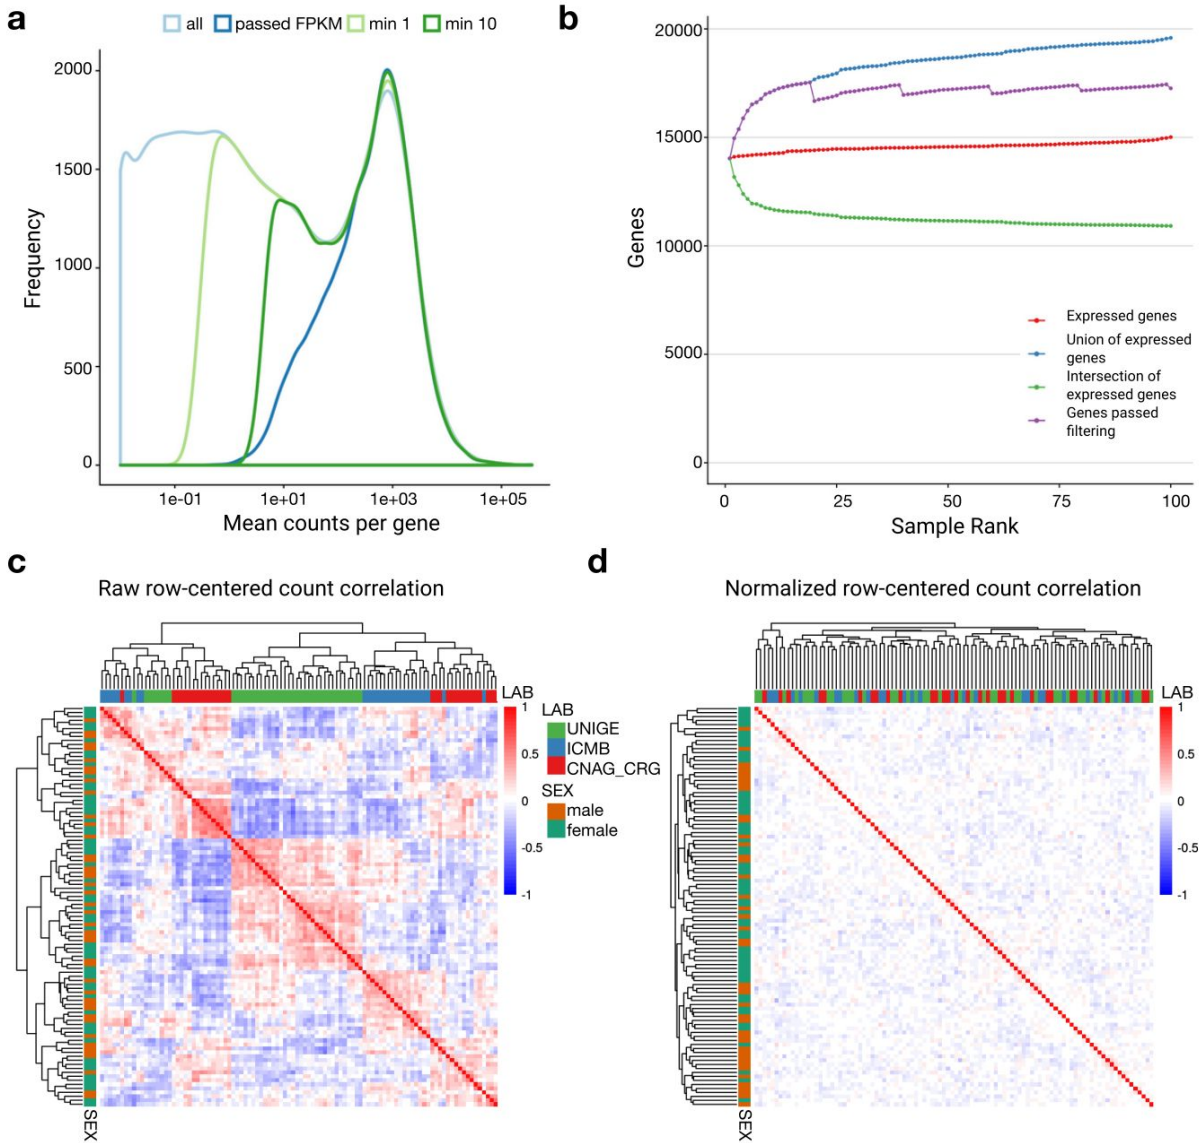 a
all passed FPKM min 1 min 10
2000
1500
1000
500
0
Frequency
1e-01 1e+01 1e+03 1e+05
Mean counts per gene
b
20000
15000
10000
5000
0
Genes
Expressed genes
Union of expressed
genes
Intersection of
expressed genes
Genes passed
filtering
0 25 50 75 100
Sample Rank
c
Raw row-centered count correlation
LAB
1
0.5
0
-0.5
-1
LAB
UNIGE
ICMB
CNAG_CRG
SEX
male
female
SEX
d
Normalized row-centered count correlation
LAB
1
0.5
0
-0.5
-1
SEX